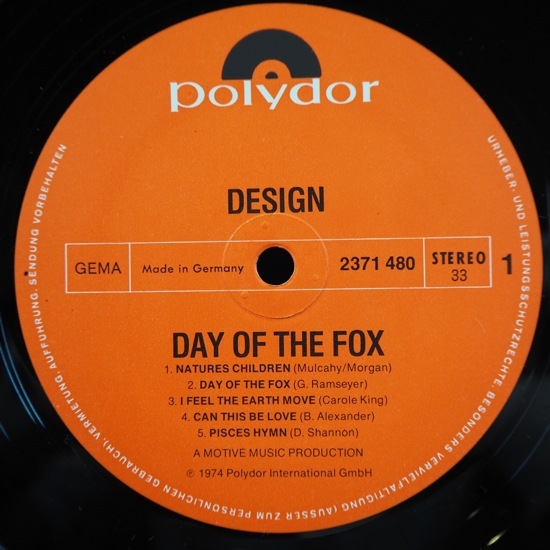 polydor
DESIGN
GEMA
Made in Germany
2371 480
STEREO
33
1
DAY OF THE FOX
1. NATURES CHILDREN (Mulcahy/Morgan)
2. DAY OF THE FOX (G. Ramseyer)
3. I FEEL THE EARTH MOVE (Carole King)
4. CAN THIS BE LOVE (B. Alexander)
5. PISCES HYMN (D. Shannon)
A MOTIVE MUSIC PRODUCTION
℗ 1974 Polydor International GmbH
URHEBER- UND LEISTUNGSSCHUTZRECHTE, BESONDERS VERVIELFÄLTIGUNG (AUSSER ZUM PERSÖNLICHEN GEBRAUCH), VERMIETUNG, AUFFÜHRUNG, SENDUNG VORBEHALTEN